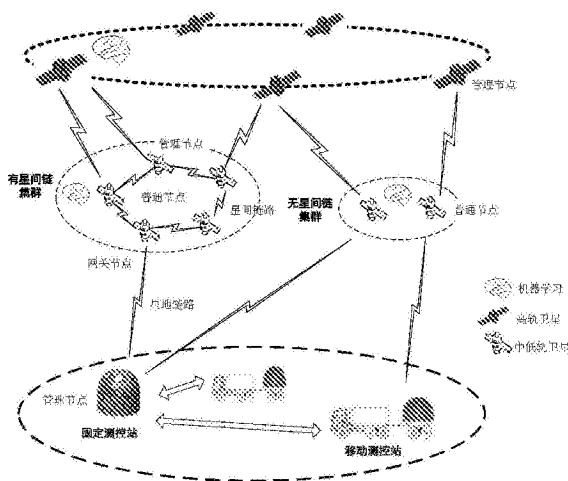 管理节点
管理节点
有星间链
集群
普通节点
星间链路
无星间链
集群
普通节点
网关节点
星地链路
机器学习
高轨卫星
中低轨卫星
管理节点
固定测控站
移动测控站